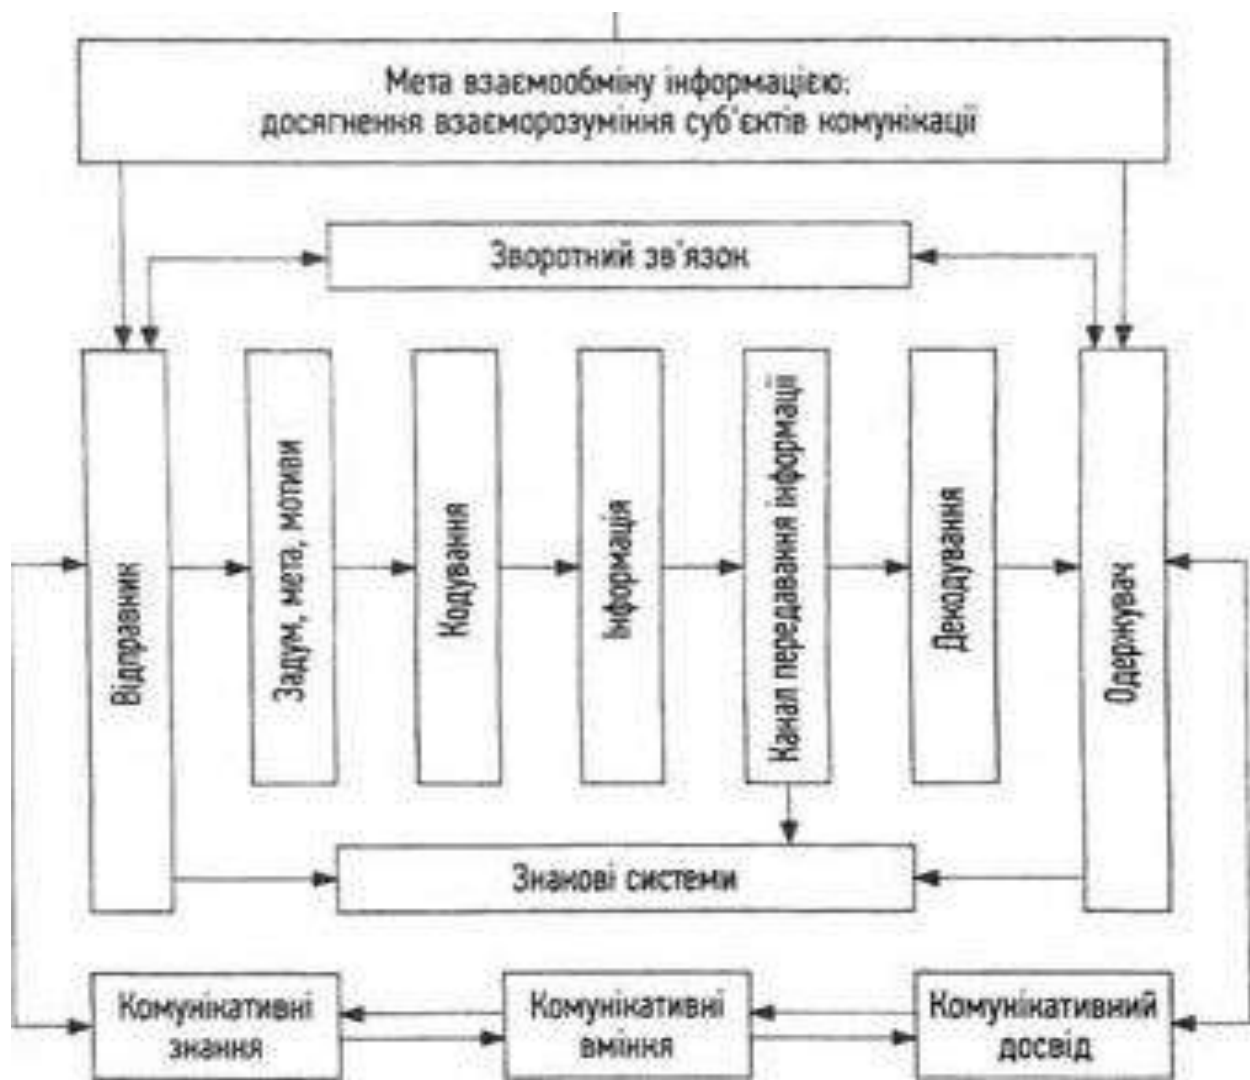 Мета взаємообміну інформацією:
досягнення взаєморозуміння суб'єктів комунікації
Зворотний зв'язок
Відправник
Задум, мета, мотиви
Кодування
Інформація
Канал передавання інформації
Декодування
Одержувач
Знакові системи
Комунікативні
знання
Комунікативні
вміння
Комунікативний
досвід